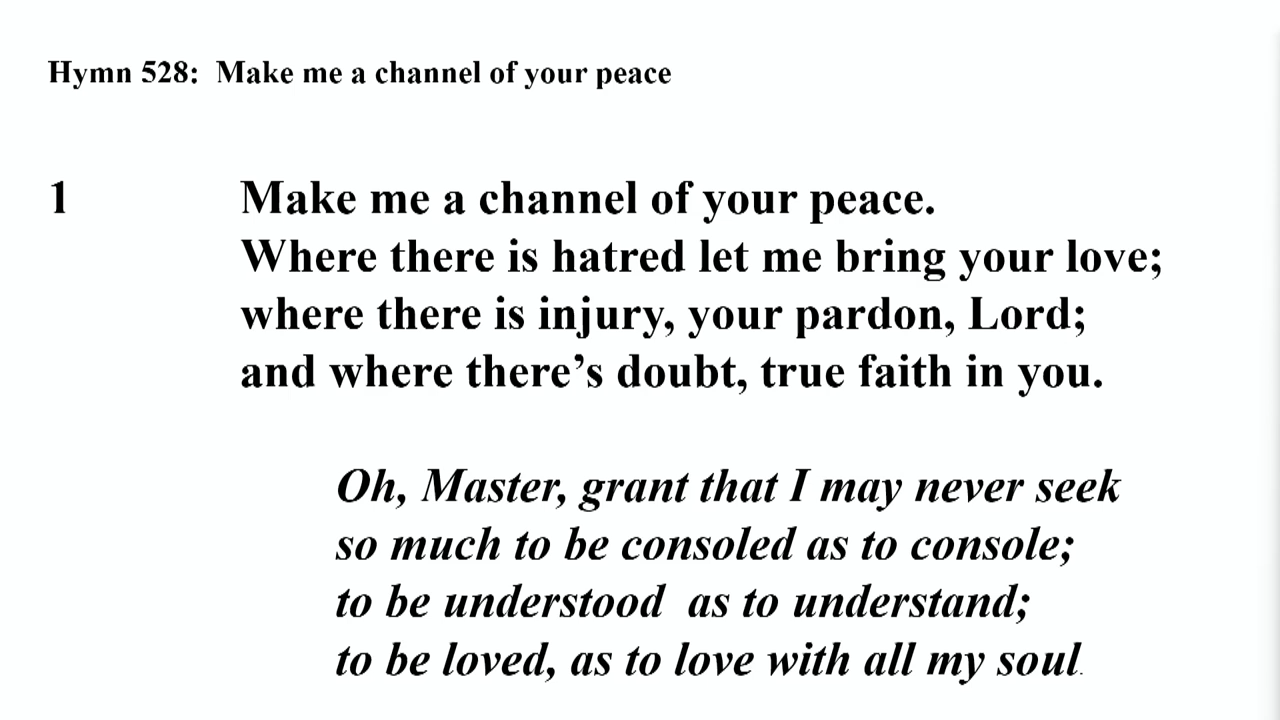 Hymn 528:  Make me a channel of your peace
1 Make me a channel of your peace.
Where there is hatred let me bring your love;
where there is injury, your pardon, Lord;
and where there’s doubt, true faith in you.
Oh, Master, grant that I may never seek
so much to be consoled as to console;
to be understood  as to understand;
to be loved, as to love with all my soul.